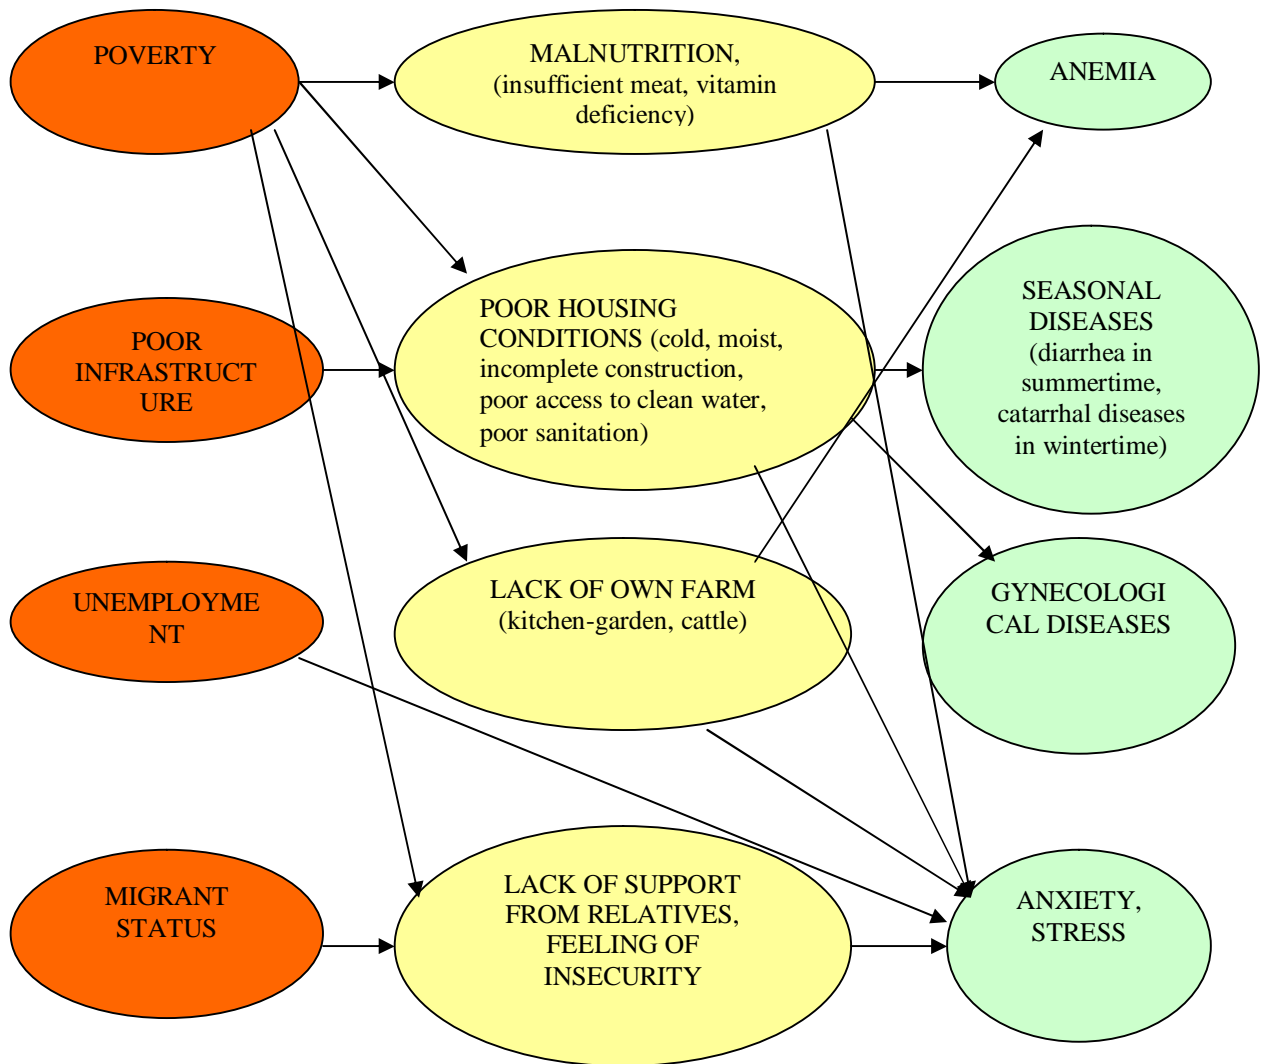 POVERTY
MALNUTRITION,
(insufficient meat, vitamin
deficiency)
ANEMIA
POOR
INFRASTRUCT
URE
POOR HOUSING
CONDITIONS (cold, moist,
incomplete construction,
poor access to clean water,
poor sanitation)
SEASONAL
DISEASES
(diarrhea in
summertime,
catarrhal diseases
in wintertime)
UNEMPLOYME
NT
LACK OF OWN FARM
(kitchen-garden, cattle)
GYNECOLOGI
CAL DISEASES
MIGRANT
STATUS
LACK OF SUPPORT
FROM RELATIVES,
FEELING OF
INSECURITY
ANXIETY,
STRESS